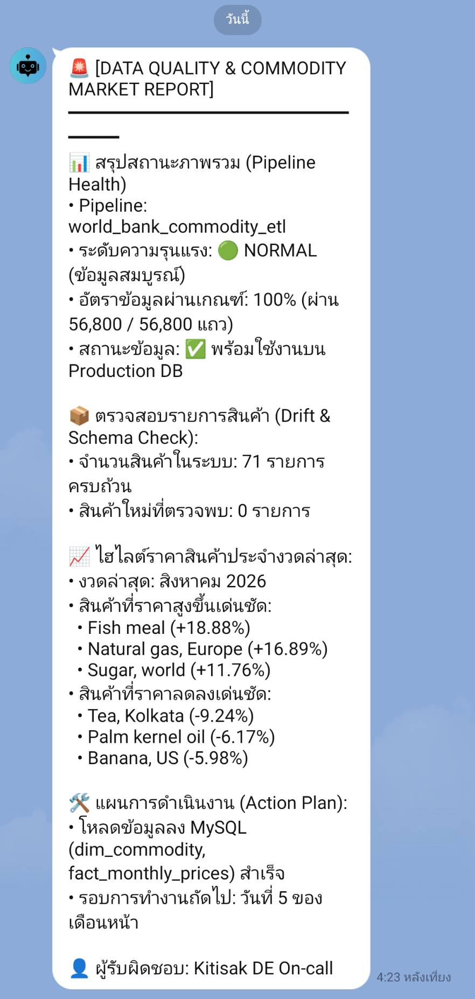 วันนี้
🚨 [DATA QUALITY & COMMODITY
MARKET REPORT]
━━━━━━━━━━━━━━━━
━━━
📊 สรุปสถานะภาพรวม (Pipeline
Health)
• Pipeline:
world_bank_commodity_etl
• ระดับความรุนแรง: 🟢 NORMAL
(ข้อมูลสมบูรณ์)
• อัตราข้อมูลผ่านเกณฑ์: 100% (ผ่าน
56,800 / 56,800 แถว)
• สถานะข้อมูล: ✅ พร้อมใช้งานบน
Production DB
📦 ตรวจสอบรายการสินค้า (Drift &
Schema Check):
• จำนวนสินค้าในระบบ: 71 รายการ
ครบถ้วน
• สินค้าใหม่ที่ตรวจพบ: 0 รายการ
📈 ไฮไลต์ราคาสินค้าประจำงวดล่าสุด:
• งวดล่าสุด: สิงหาคม 2026
• สินค้าที่ราคาสูงขึ้นเด่นชัด:
• Fish meal (+18.88%)
• Natural gas, Europe (+16.89%)
• Sugar, world (+11.76%)
• สินค้าที่ราคาลดลงเด่นชัด:
• Tea, Kolkata (-9.24%)
• Palm kernel oil (-6.17%)
• Banana, US (-5.98%)
🛠️ แผนการดำเนินงาน (Action Plan):
• โหลดข้อมูลลง MySQL
(dim_commodity,
fact_monthly_prices) สำเร็จ
• รอบการทำงานถัดไป: วันที่ 5 ของ
เดือนหน้า
👤 ผู้รับผิดชอบ: Kitisak DE On-call
4:23 หลังเที่ยง